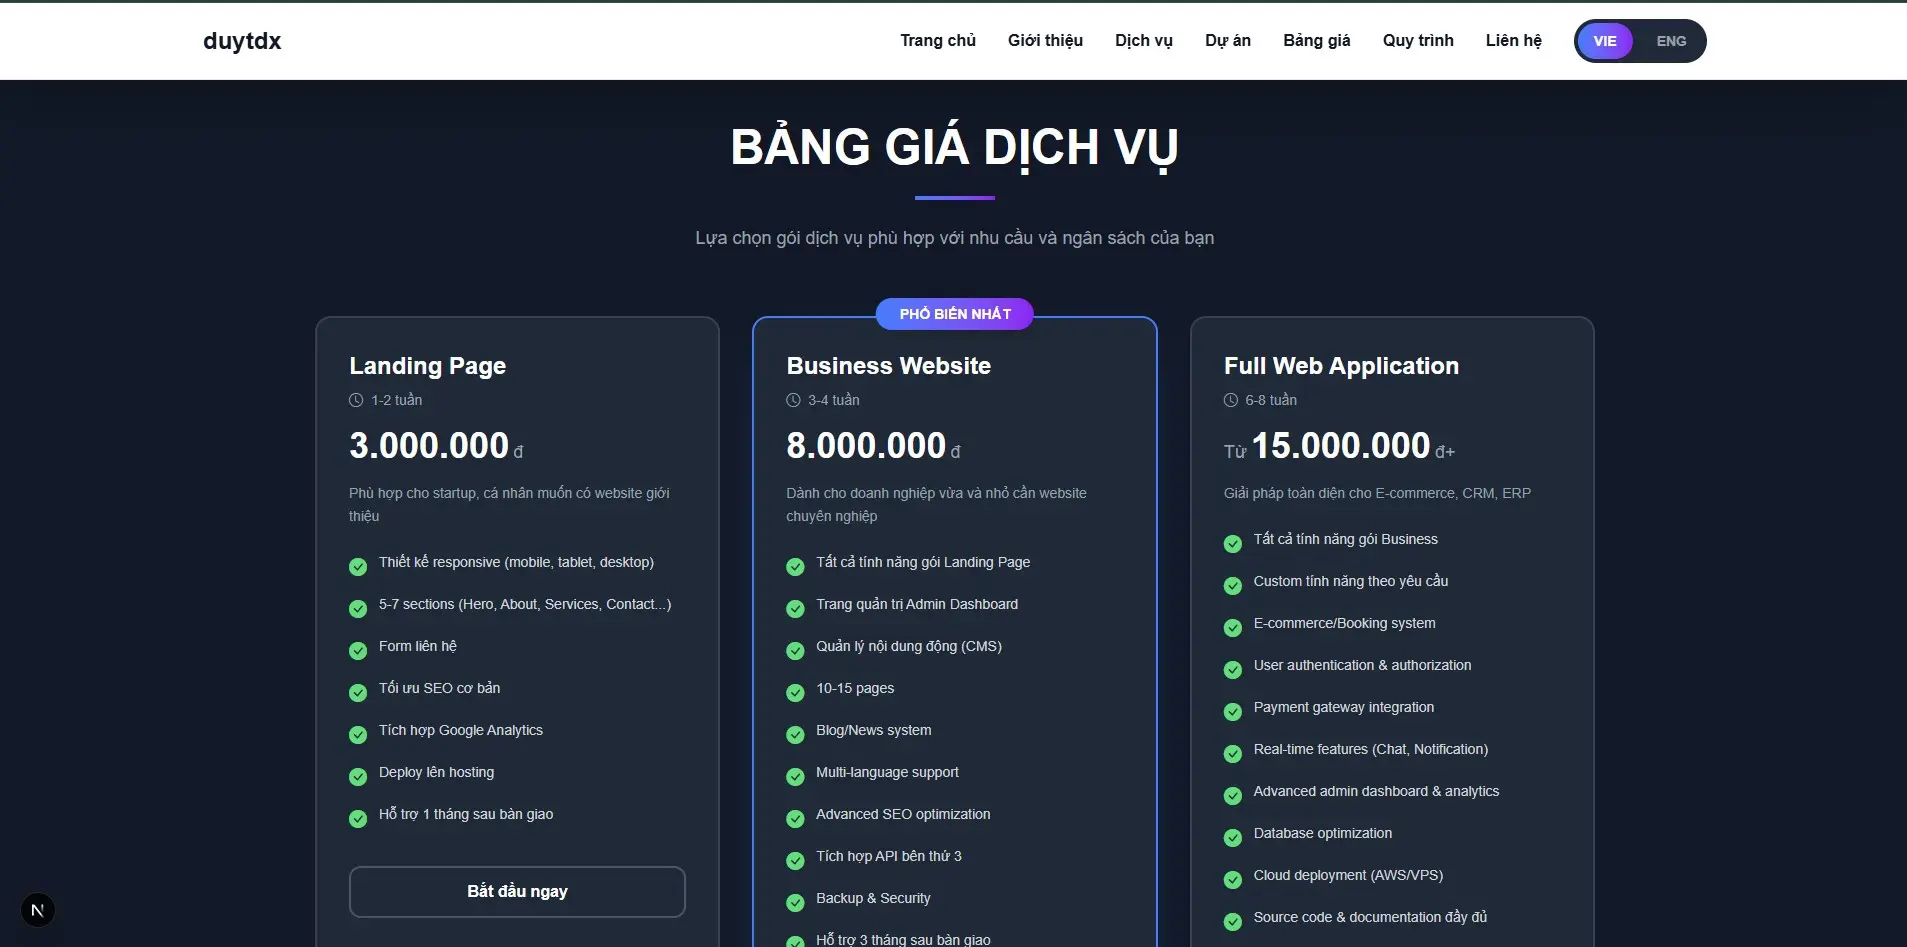 duytdx
Trang chủ
Giới thiệu
Dịch vụ
Dự án
Bảng giá
Quy trình
Liên hệ
VIE
ENG
BẢNG GIÁ DỊCH VỤ
Lựa chọn gói dịch vụ phù hợp với nhu cầu và ngân sách của bạn
Landing Page
1-2 tuần
3.000.000 đ
Phù hợp cho startup, cá nhân muốn có website giới
thiệu
Thiết kế responsive (mobile, tablet, desktop)
5-7 sections (Hero, About, Services, Contact...)
Form liên hệ
Tối ưu SEO cơ bản
Tích hợp Google Analytics
Deploy lên hosting
Hỗ trợ 1 tháng sau bàn giao
Bắt đầu ngay
PHỔ BIẾN NHẤT
Business Website
3-4 tuần
8.000.000 đ
Dành cho doanh nghiệp vừa và nhỏ cần website
chuyên nghiệp
Tất cả tính năng gói Landing Page
Trang quản trị Admin Dashboard
Quản lý nội dung động (CMS)
10-15 pages
Blog/News system
Multi-language support
Advanced SEO optimization
Tích hợp API bên thứ 3
Backup & Security
Hỗ trợ 3 tháng sau bàn giao
Full Web Application
6-8 tuần
Từ 15.000.000 đ+
Giải pháp toàn diện cho E-commerce, CRM, ERP
Tất cả tính năng gói Business
Custom tính năng theo yêu cầu
E-commerce/Booking system
User authentication & authorization
Payment gateway integration
Real-time features (Chat, Notification)
Advanced admin dashboard & analytics
Database optimization
Cloud deployment (AWS/VPS)
Source code & documentation đầy đủ
N